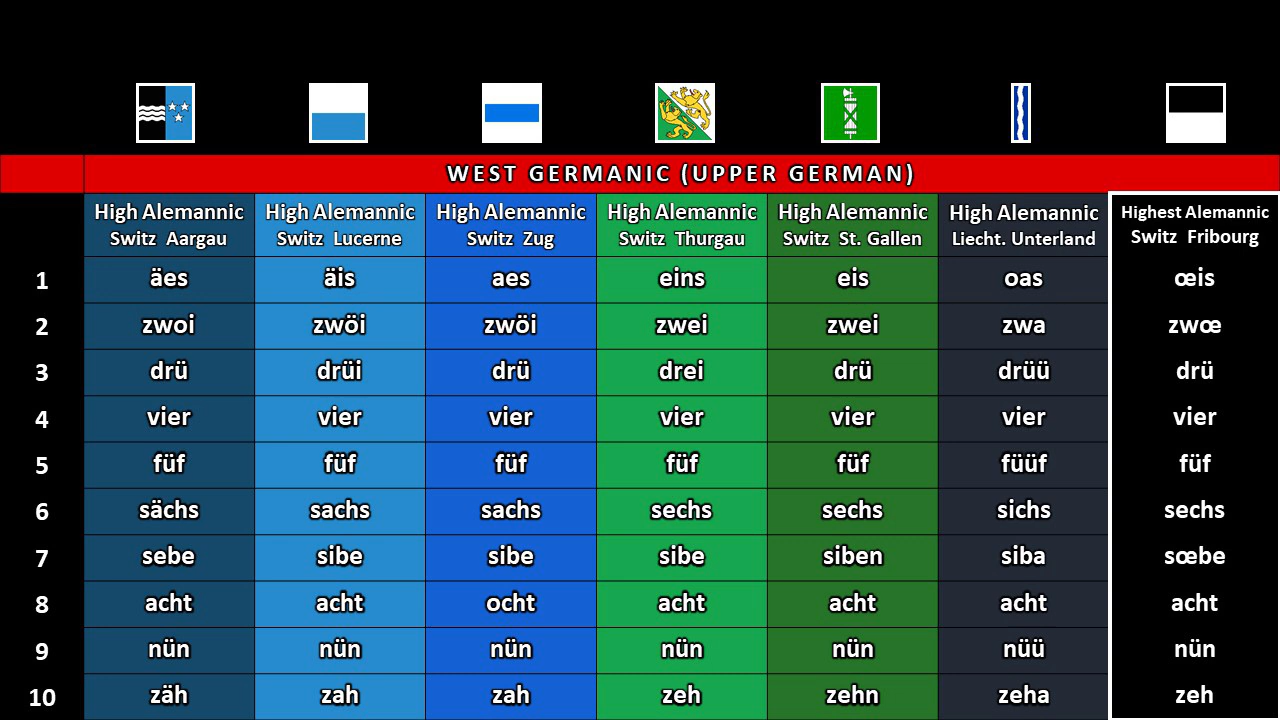 WEST GERMANIC (UPPER GERMAN)
High Alemannic High Alemannic High Alemannic High Alemannic High Alemannic High Alemannic Highest Alemannic
Switz Aargau Switz Lucerne Switz Zug Switz Thurgau Switz St. Gallen Liecht. Unterland Switz Fribourg
1 äes äis aes eins eis oas œis
2 zwoi zwöi zwöi zwei zwei zwa zwœ
3 drü drüi drü drei drü drüü drü
4 vier vier vier vier vier vier vier
5 füf füf füf füf füf füüf füf
6 sächs sachs sachs sechs sechs sichs sechs
7 sebe sibe sibe sibe siben siba sœbe
8 acht acht ocht acht acht acht acht
9 nün nün nün nün nün nüü nün
10 zäh zah zah zeh zehn zeha zeh